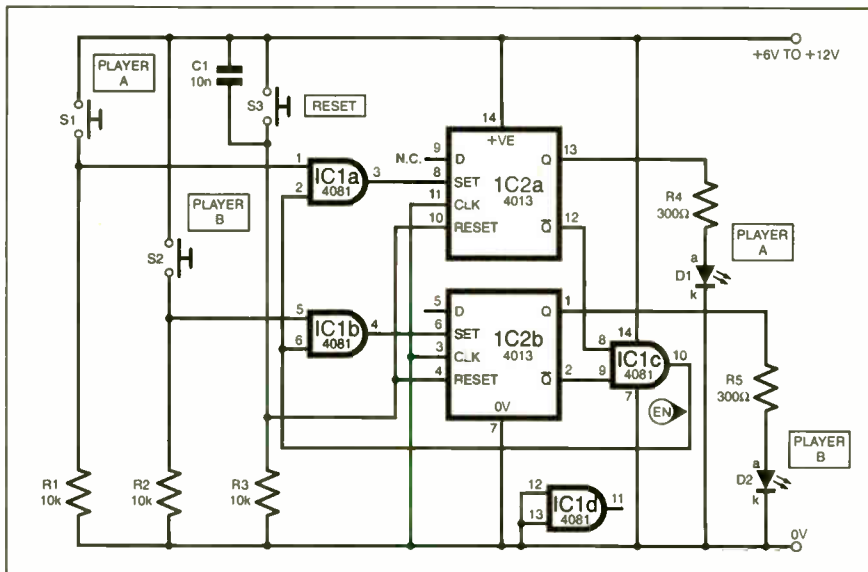 +6V TO +12V
PLAYER
A
S1
C1
10n
S3
RESET
14
+VE
N.C.
9
D
Q
13
8
SET
1C2a
4013
11
CLK
12
Q̅
10
RESET
1
2
IC1a
4081
3
R4
300Ω
PLAYER
A
a
D1
k
PLAYER
B
S2
5
6
IC1b
4081
4
5
D
Q
1
6
SET
1C2b
4013
3
CLK
4
RESET
Q̅
2
0V
7
8
9
14
IC1c
4081
10
7
EN
R5
300Ω
PLAYER
B
a
D2
k
R1
10k
R2
10k
R3
10k
12
13
IC1d
4081
11
0V